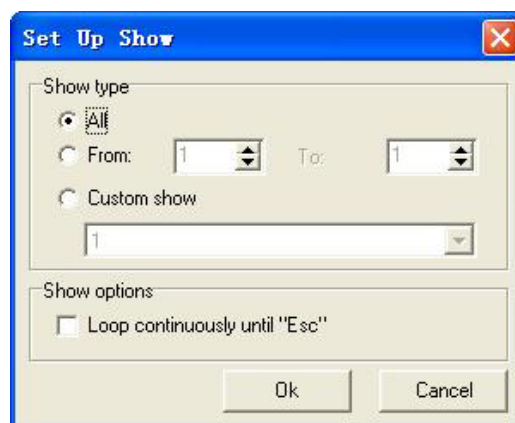 Set Up Show
Show type
All
From: 1 To: 1
Custom show
1
Show options
Loop continuously until "Esc"
Ok Cancel